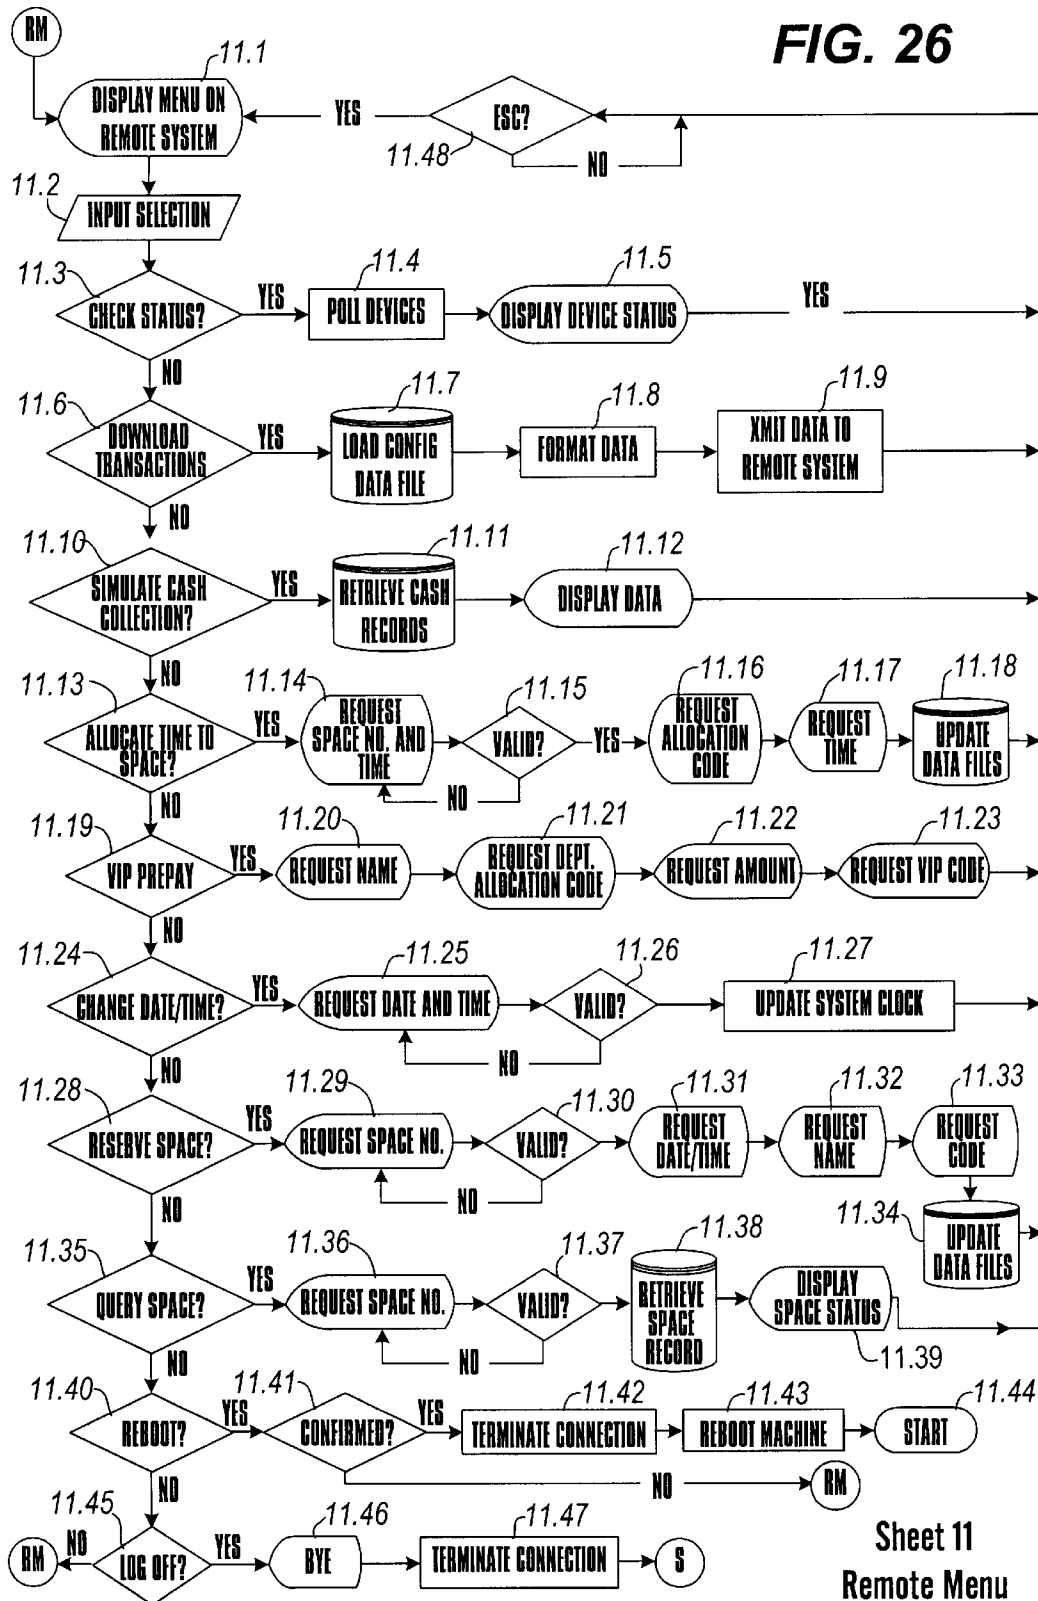 RM
FIG. 26
11.1
DISPLAY MENU ON
REMOTE SYSTEM
YES
ESC?
11.48
NO
11.2
INPUT SELECTION
11.3
CHECK STATUS?
YES
11.4
POLL DEVICES
11.5
DISPLAY DEVICE STATUS
YES
NO
11.6
DOWNLOAD
TRANSACTIONS
YES
11.7
LOAD CONFIG
DATA FILE
11.8
FORMAT DATA
11.9
XMIT DATA TO
REMOTE SYSTEM
NO
11.10
SIMULATE CASH
COLLECTION?
YES
11.11
RETRIEVE CASH
RECORDS
11.12
DISPLAY DATA
NO
11.13
ALLOCATE TIME TO
SPACE?
YES
11.14
REQUEST
SPACE NO. AND
TIME
11.15
VALID?
YES
NO
11.16
REQUEST
ALLOCATION
CODE
11.17
REQUEST
TIME
11.18
UPDATE
DATA FILES
NO
11.19
VIP PREPAY
YES
11.20
REQUEST NAME
11.21
REQUEST DEPT.
ALLOCATION CODE
11.22
REQUEST AMOUNT
11.23
REQUEST VIP CODE
NO
11.24
CHANGE DATE/TIME?
YES
11.25
REQUEST DATE AND TIME
11.26
VALID?
NO
11.27
UPDATE SYSTEM CLOCK
NO
11.28
RESERVE SPACE?
YES
11.29
REQUEST SPACE NO.
11.30
VALID?
NO
11.31
REQUEST
DATE/TIME
11.32
REQUEST
NAME
11.33
REQUEST
CODE
11.34
UPDATE
DATA FILES
NO
11.35
QUERY SPACE?
YES
11.36
REQUEST SPACE NO.
11.37
VALID?
NO
11.38
RETRIEVE
SPACE
RECORD
DISPLAY
SPACE STATUS
11.39
NO
11.40
REBOOT?
YES
11.41
CONFIRMED?
YES
11.42
TERMINATE CONNECTION
11.43
REBOOT MACHINE
11.44
START
NO
RM
NO
11.45
LOG OFF?
NO
RM
YES
11.46
BYE
11.47
TERMINATE CONNECTION
S
Sheet 11
Remote Menu